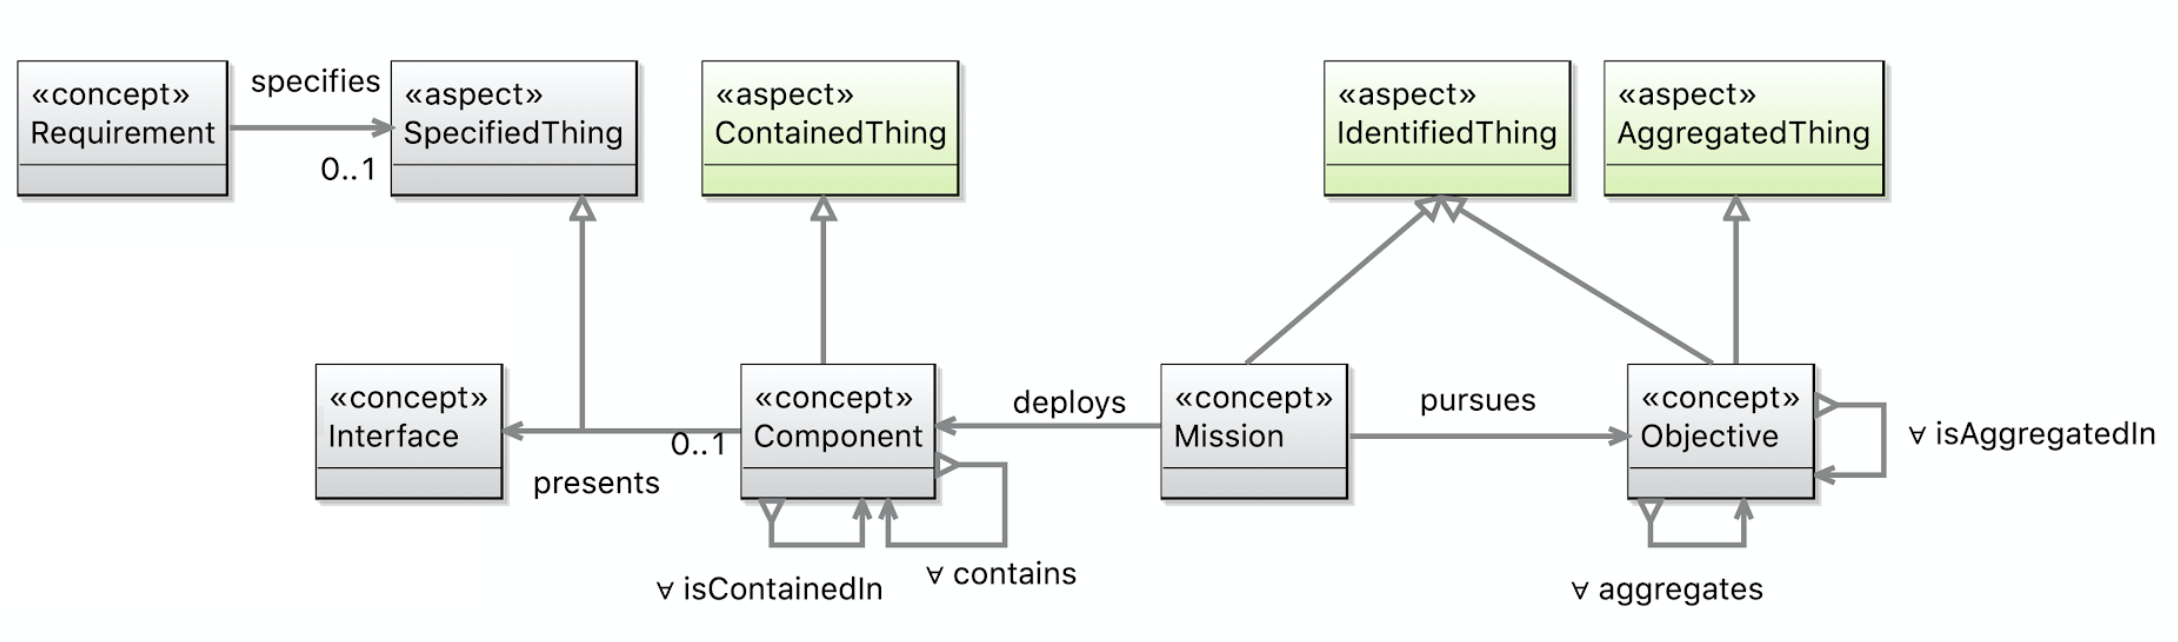 «concept»
Requirement
specifies
0..1
«aspect»
SpecifiedThing
«aspect»
ContainedThing
«aspect»
IdentifiedThing
«aspect»
AggregatedThing
«concept»
Interface
presents
0..1
«concept»
Component
deploys
«concept»
Mission
pursues
«concept»
Objective
∀ isAggregatedIn
∀ isContainedIn
∀ contains
∀ aggregates